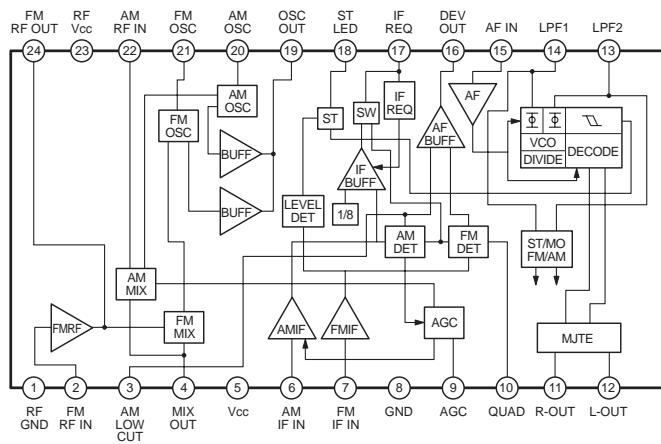 FM RF OUT
RF Vcc
AM RF IN
FM OSC
AM OSC
OSC OUT
ST LED
IF REQ
DEV OUT
AF IN
LPF1
LPF2
24
23
22
21
20
19
18
17
16
15
14
13
AM OSC
FM OSC
BUFF
BUFF
ST
SW
IF REQ
AF
AF BUFF
IF BUFF
VCO
DIVIDE
DECODE
LEVEL DET
1/8
AM DET
FM DET
ST/MO FM/AM
AM MIX
FMRF
FM MIX
AMIF
FMIF
AGC
MJTE
1
2
3
4
5
6
7
8
9
10
11
12
RF GND
FM RF IN
AM LOW CUT
MIX OUT
Vcc
AM IF IN
FM IF IN
GND
AGC
QUAD
R-OUT
L-OUT